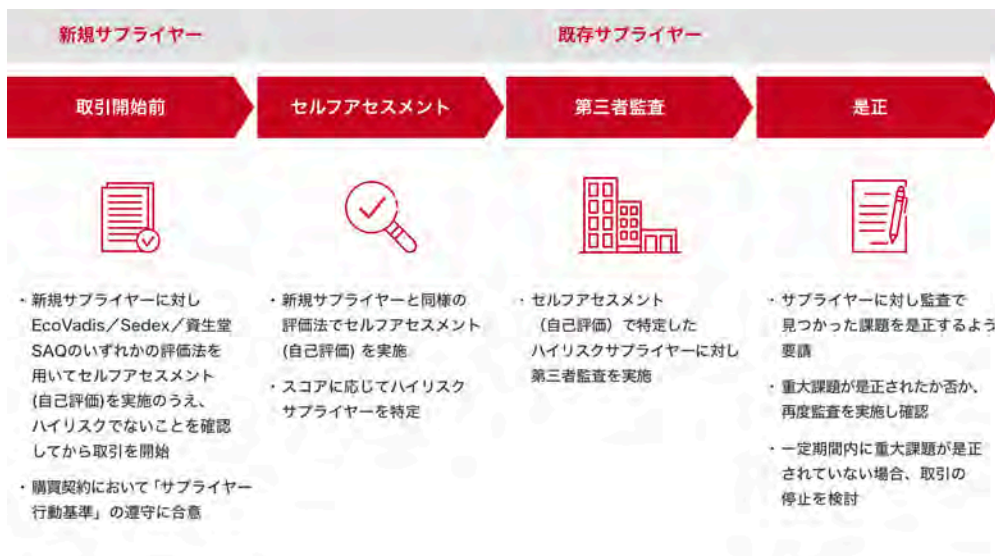 新規サプライヤー
既存サプライヤー
取引開始前
セルフアセスメント
第三者監査
是正
・新規サプライヤーに対し
EcoVadis／Sedex／資生堂
SAQのいずれかの評価法を
用いてセルフアセスメント
(自己評価)を実施のうえ、
ハイリスクでないことを確認
してから取引を開始
・購買契約において「サプライヤー
行動基準」の遵守に合意
・新規サプライヤーと同様の
評価法でセルフアセスメント
(自己評価) を実施
・スコアに応じてハイリスク
サプライヤーを特定
・セルフアセスメント
（自己評価）で特定した
ハイリスクサプライヤーに対し
第三者監査を実施
・サプライヤーに対し監査で
見つかった課題を是正するよう
要請
・重大課題が是正されたか否か、
再度監査を実施し確認
・一定期間内に重大課題が是正
されていない場合、取引の
停止を検討